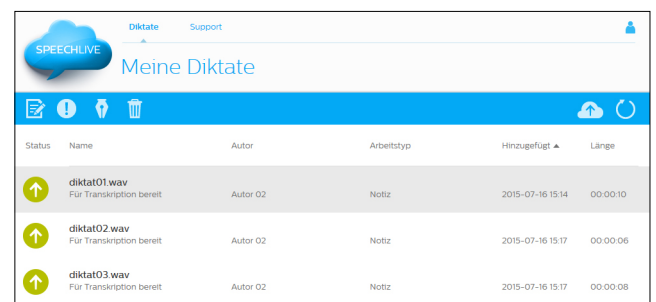 Diktate Support
SPEECHLIVE
Meine Diktate
Status Name Autor Arbeitstyp Hinzugefügt ▲ Länge
diktat01.wav
Für Transkription bereit Autor 02 Notiz 2015-07-16 15:14 00:00:10
diktat02.wav
Für Transkription bereit Autor 02 Notiz 2015-07-16 15:17 00:00:06
diktat03.wav
Für Transkription bereit Autor 02 Notiz 2015-07-16 15:17 00:00:08